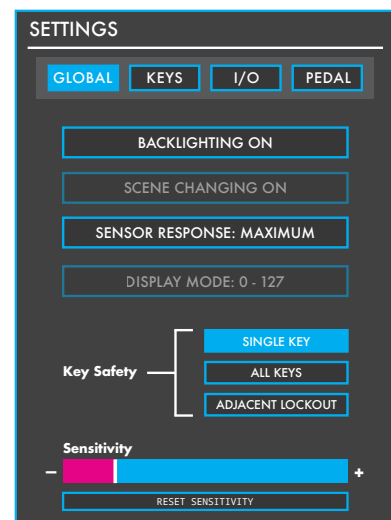 SETTINGS
GLOBAL KEYS I/O PEDAL
BACKLIGHTING ON
SCENE CHANGING ON
SENSOR RESPONSE: MAXIMUM
DISPLAY MODE: 0 - 127
SINGLE KEY
Key Safety ALL KEYS
ADJACENT LOCKOUT
Sensitivity
– +
RESET SENSITIVITY